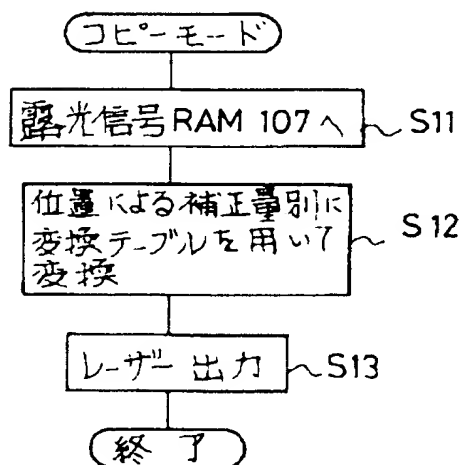 コピーモード
露光信号RAM 107へ
S11
位置による補正量別に
変換テーブルを用いて
変換
S12
レーザー出力
S13
終了